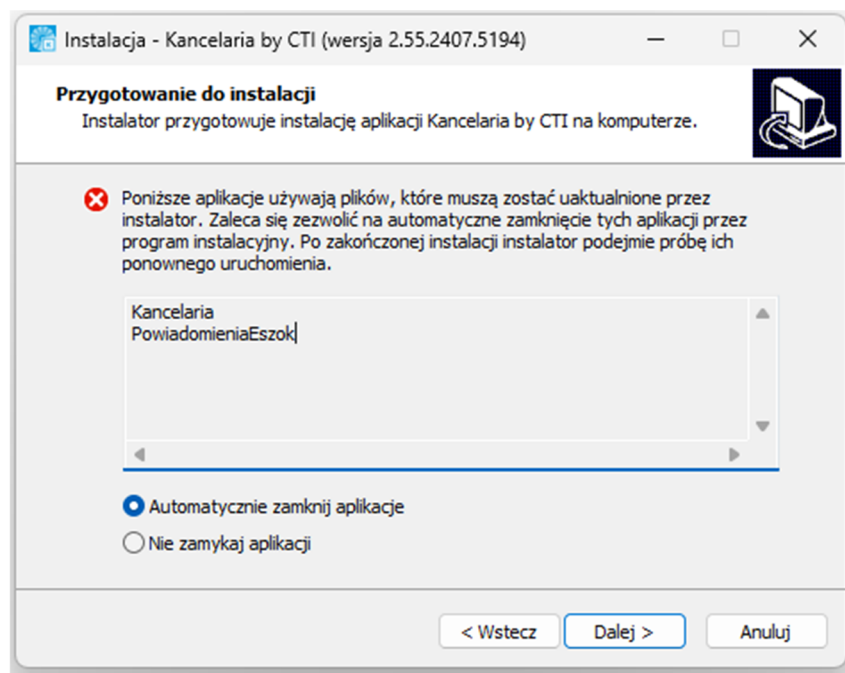 Instalacja - Kancelaria by CTI (wersja 2.55.2407.5194)
Przygotowanie do instalacji
Instalator przygotowuje instalację aplikacji Kancelaria by CTI na komputerze.
Poniższe aplikacje używają plików, które muszą zostać uaktualnione przez
instalator. Zaleca się zezwolić na automatyczne zamknięcie tych aplikacji przez
program instalacyjny. Po zakończonej instalacji instalator podejmie próbę ich
ponownego uruchomienia.
Kancelaria
PowiadomieniaEszok
Automatycznie zamknij aplikacje
Nie zamykaj aplikacji
< Wstecz
Dalej >
Anuluj